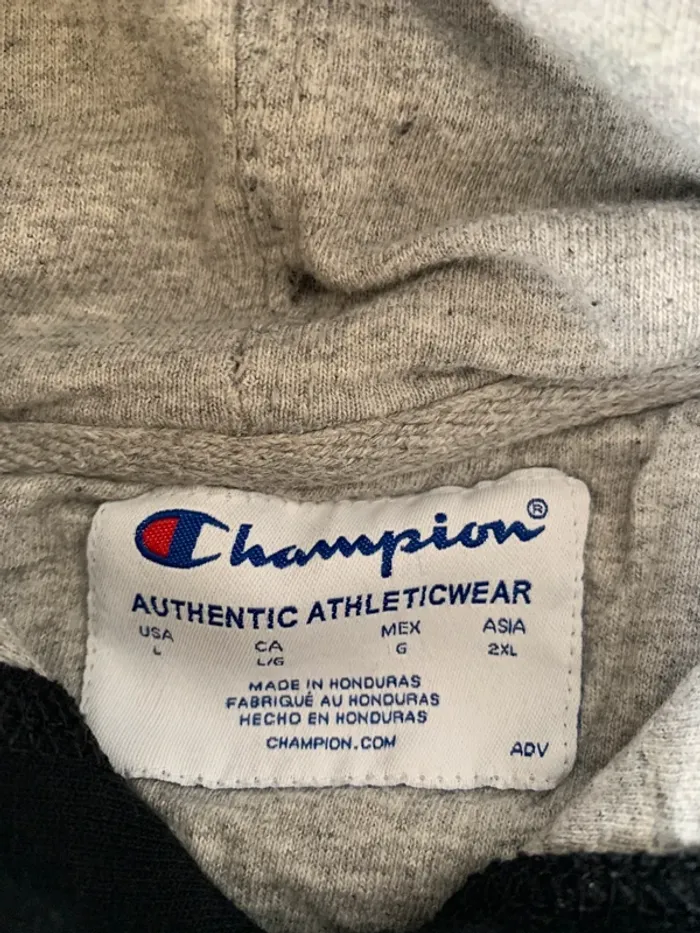 Champion®
AUTHENTIC ATHLETICWEAR
USA CA MEX ASIA
L L/G G 2XL
MADE IN HONDURAS
FABRIQUÉ AU HONDURAS
HECHO EN HONDURAS
CHAMPION.COM
ADV